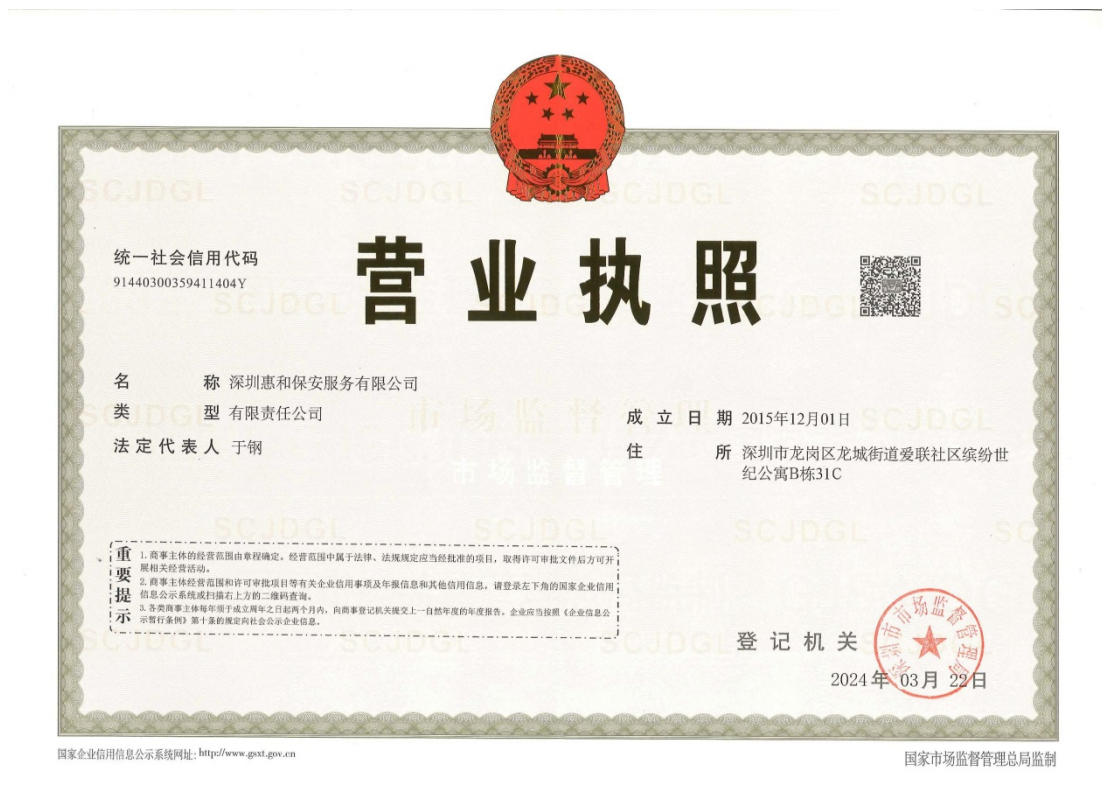 统一社会信用代码
91440300359411404Y
营业执照
名称 深圳惠和保安服务有限公司
类型 有限责任公司
法定代表人 于钢
成立日期 2015年12月01日
住所 深圳市龙岗区龙城街道爱联社区缤纷世
纪公寓B栋31C
重要提示
1.商事主体的经营范围由章程确定。经营范围中属于法律、法规规定应当经批准的项目，取得许可审批文件后方可开
展相关经营活动。
2.商事主体经营范围和许可审批项目等有关企业信用事项及年报信息和其他信用信息，请登录左下角的国家企业信用
信息公示系统或扫描右上方的二维码查询。
3.各类商事主体每年须于成立周年之日起两个月内，向商事登记机关提交上一自然年度的年度报告。企业应当按照《企业信息公
示暂行条例》第十条的规定向社会公示企业信息。
登记机关
深圳市市场监督管理局
2024年03月22日
国家企业信用信息公示系统网址: http://www.gsxt.gov.cn
国家市场监督管理总局监制
SCJDGL
市场监督管理